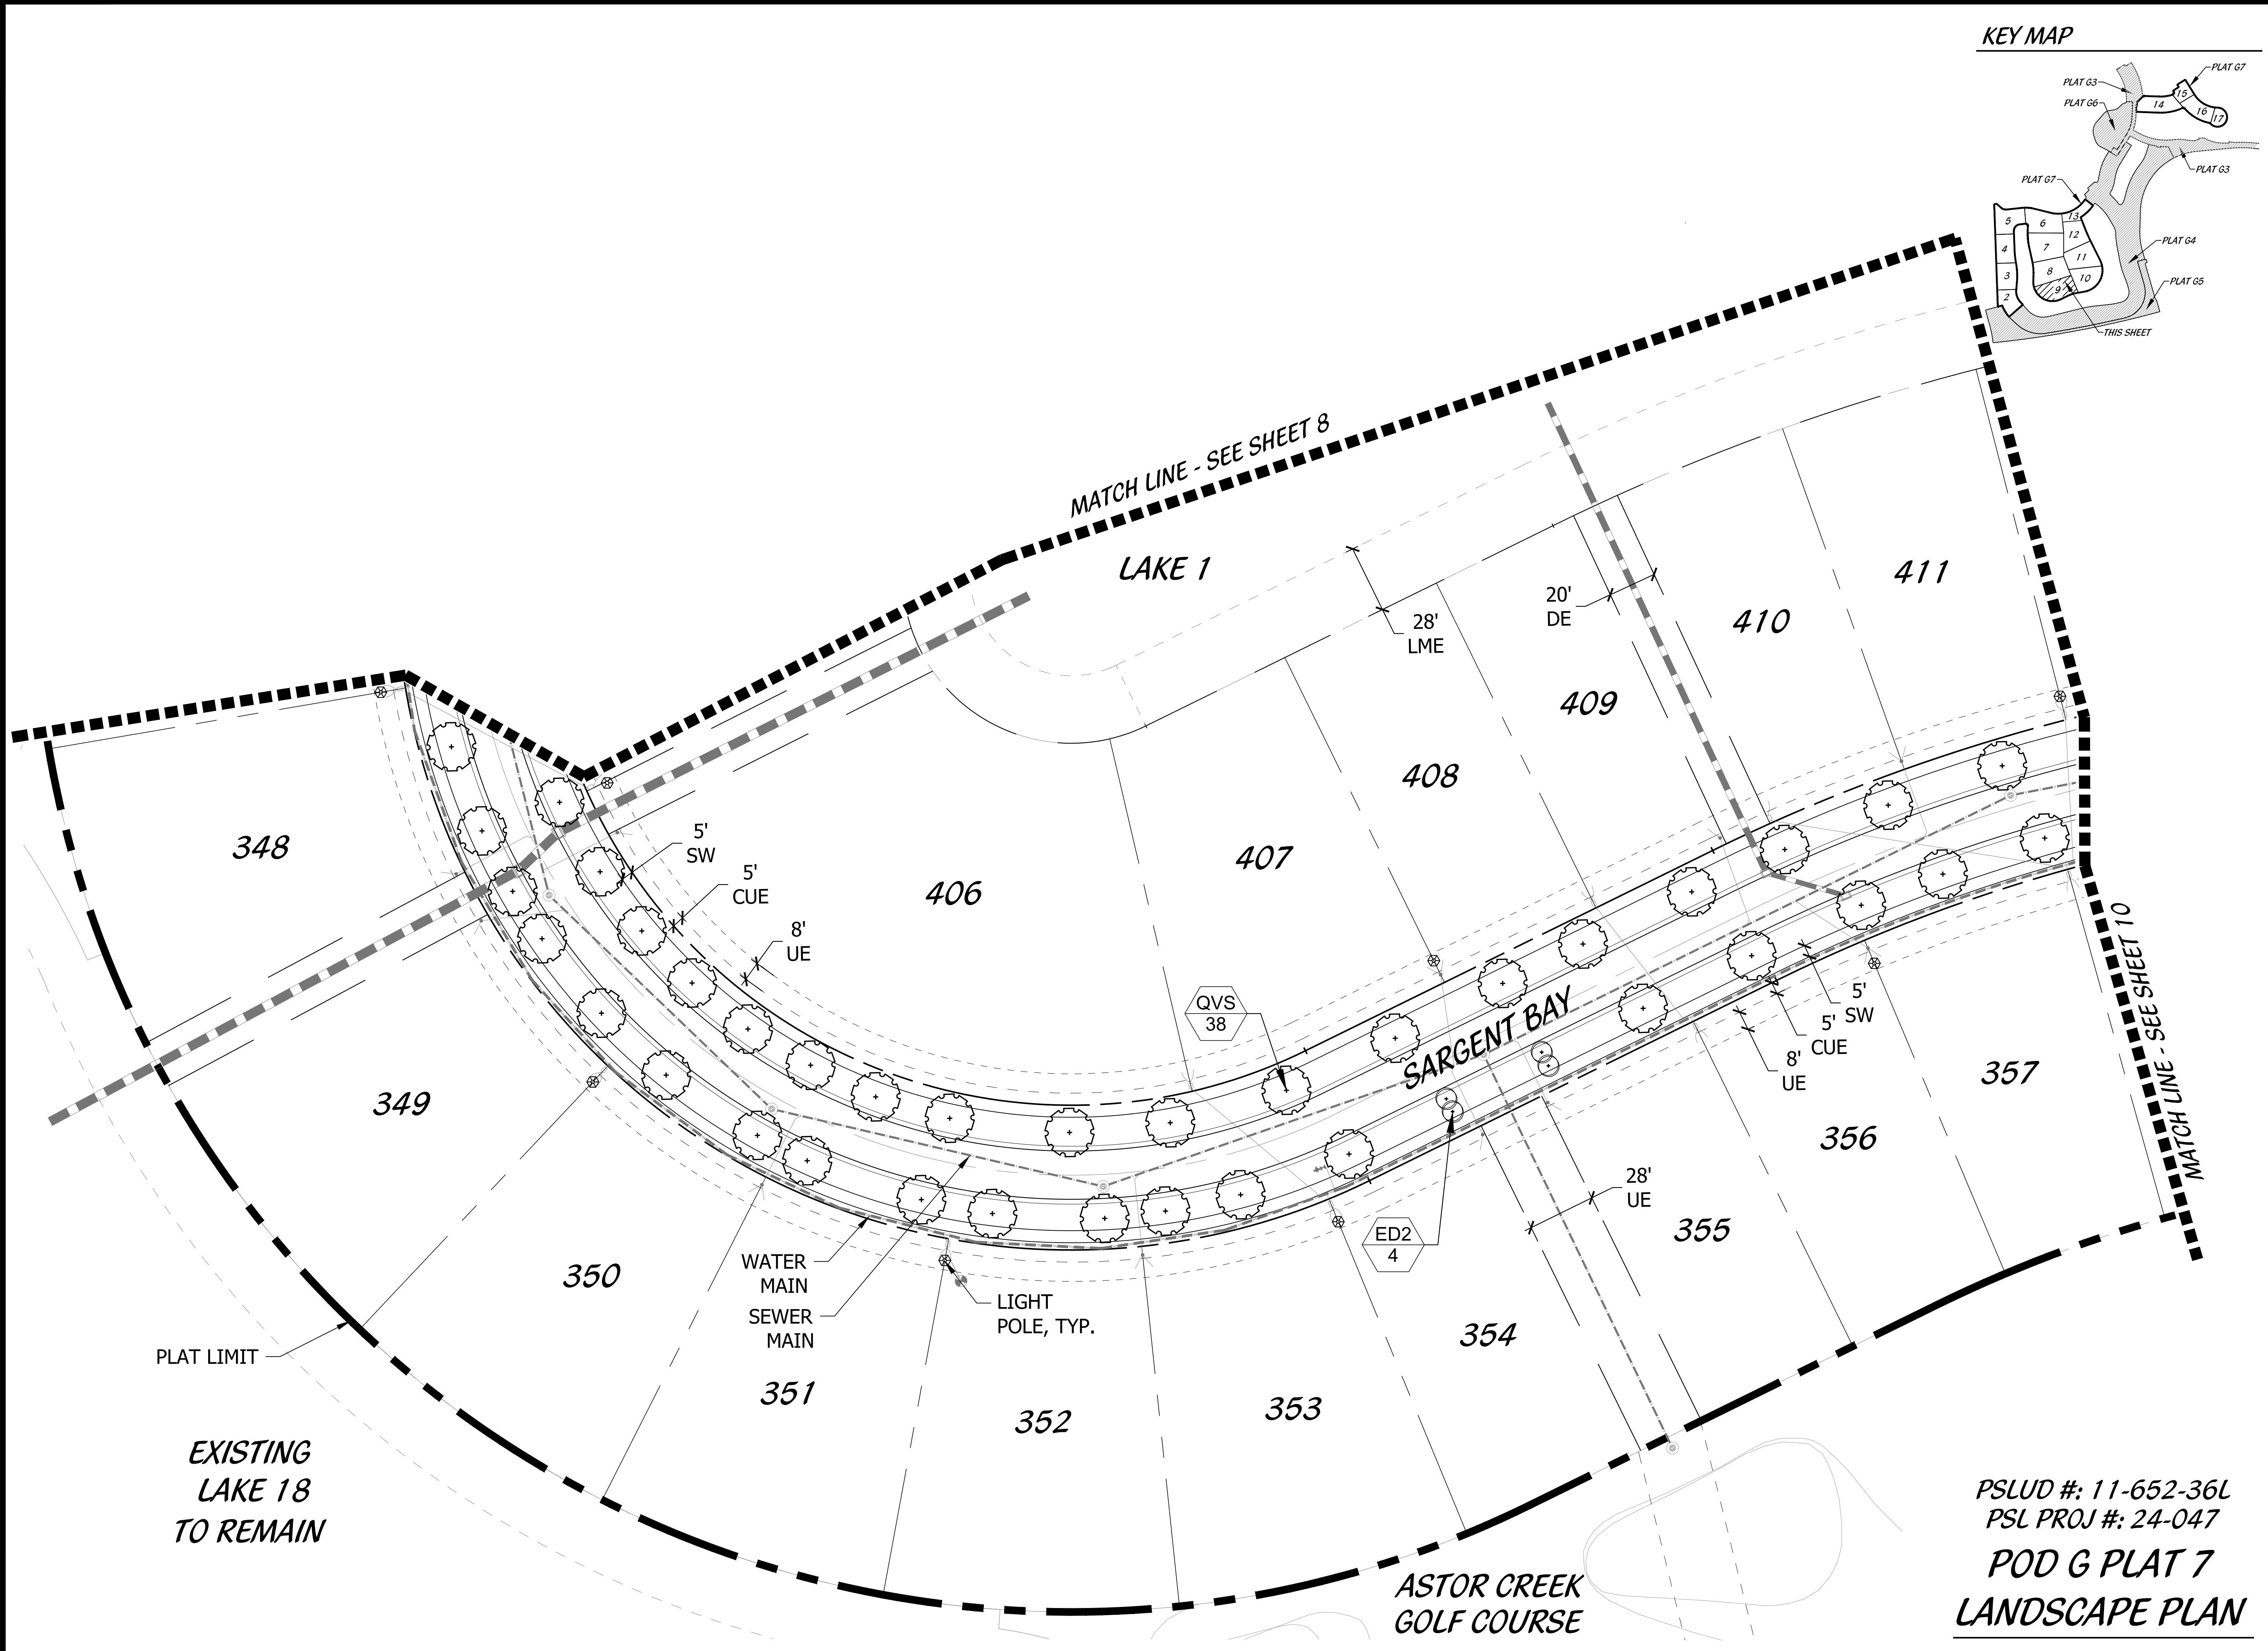 KEY MAP
PLAT G7
PLAT G3
PLAT G6
14
15
16
17
PLAT G3
PLAT G7
5
6
13
12
4
7
11
3
8
10
2
9
PLAT G4
PLAT G5
THIS SHEET
MATCH LINE - SEE SHEET 8
LAKE 1
28'
LME
20'
DE
411
410
409
408
407
406
348
5'
SW
5'
CUE
8'
UE
QVS
38
SARGENT BAY
5'
SW
5'
CUE
8'
UE
MATCH LINE - SEE SHEET 10
349
350
351
352
353
354
355
356
357
28'
UE
ED2
4
WATER
MAIN
SEWER
MAIN
LIGHT
POLE, TYP.
PLAT LIMIT
EXISTING
LAKE 18
TO REMAIN
ASTOR CREEK
GOLF COURSE
PSLUD #: 11-652-36L
PSL PROJ #: 24-047
POD G PLAT 7
LANDSCAPE PLAN